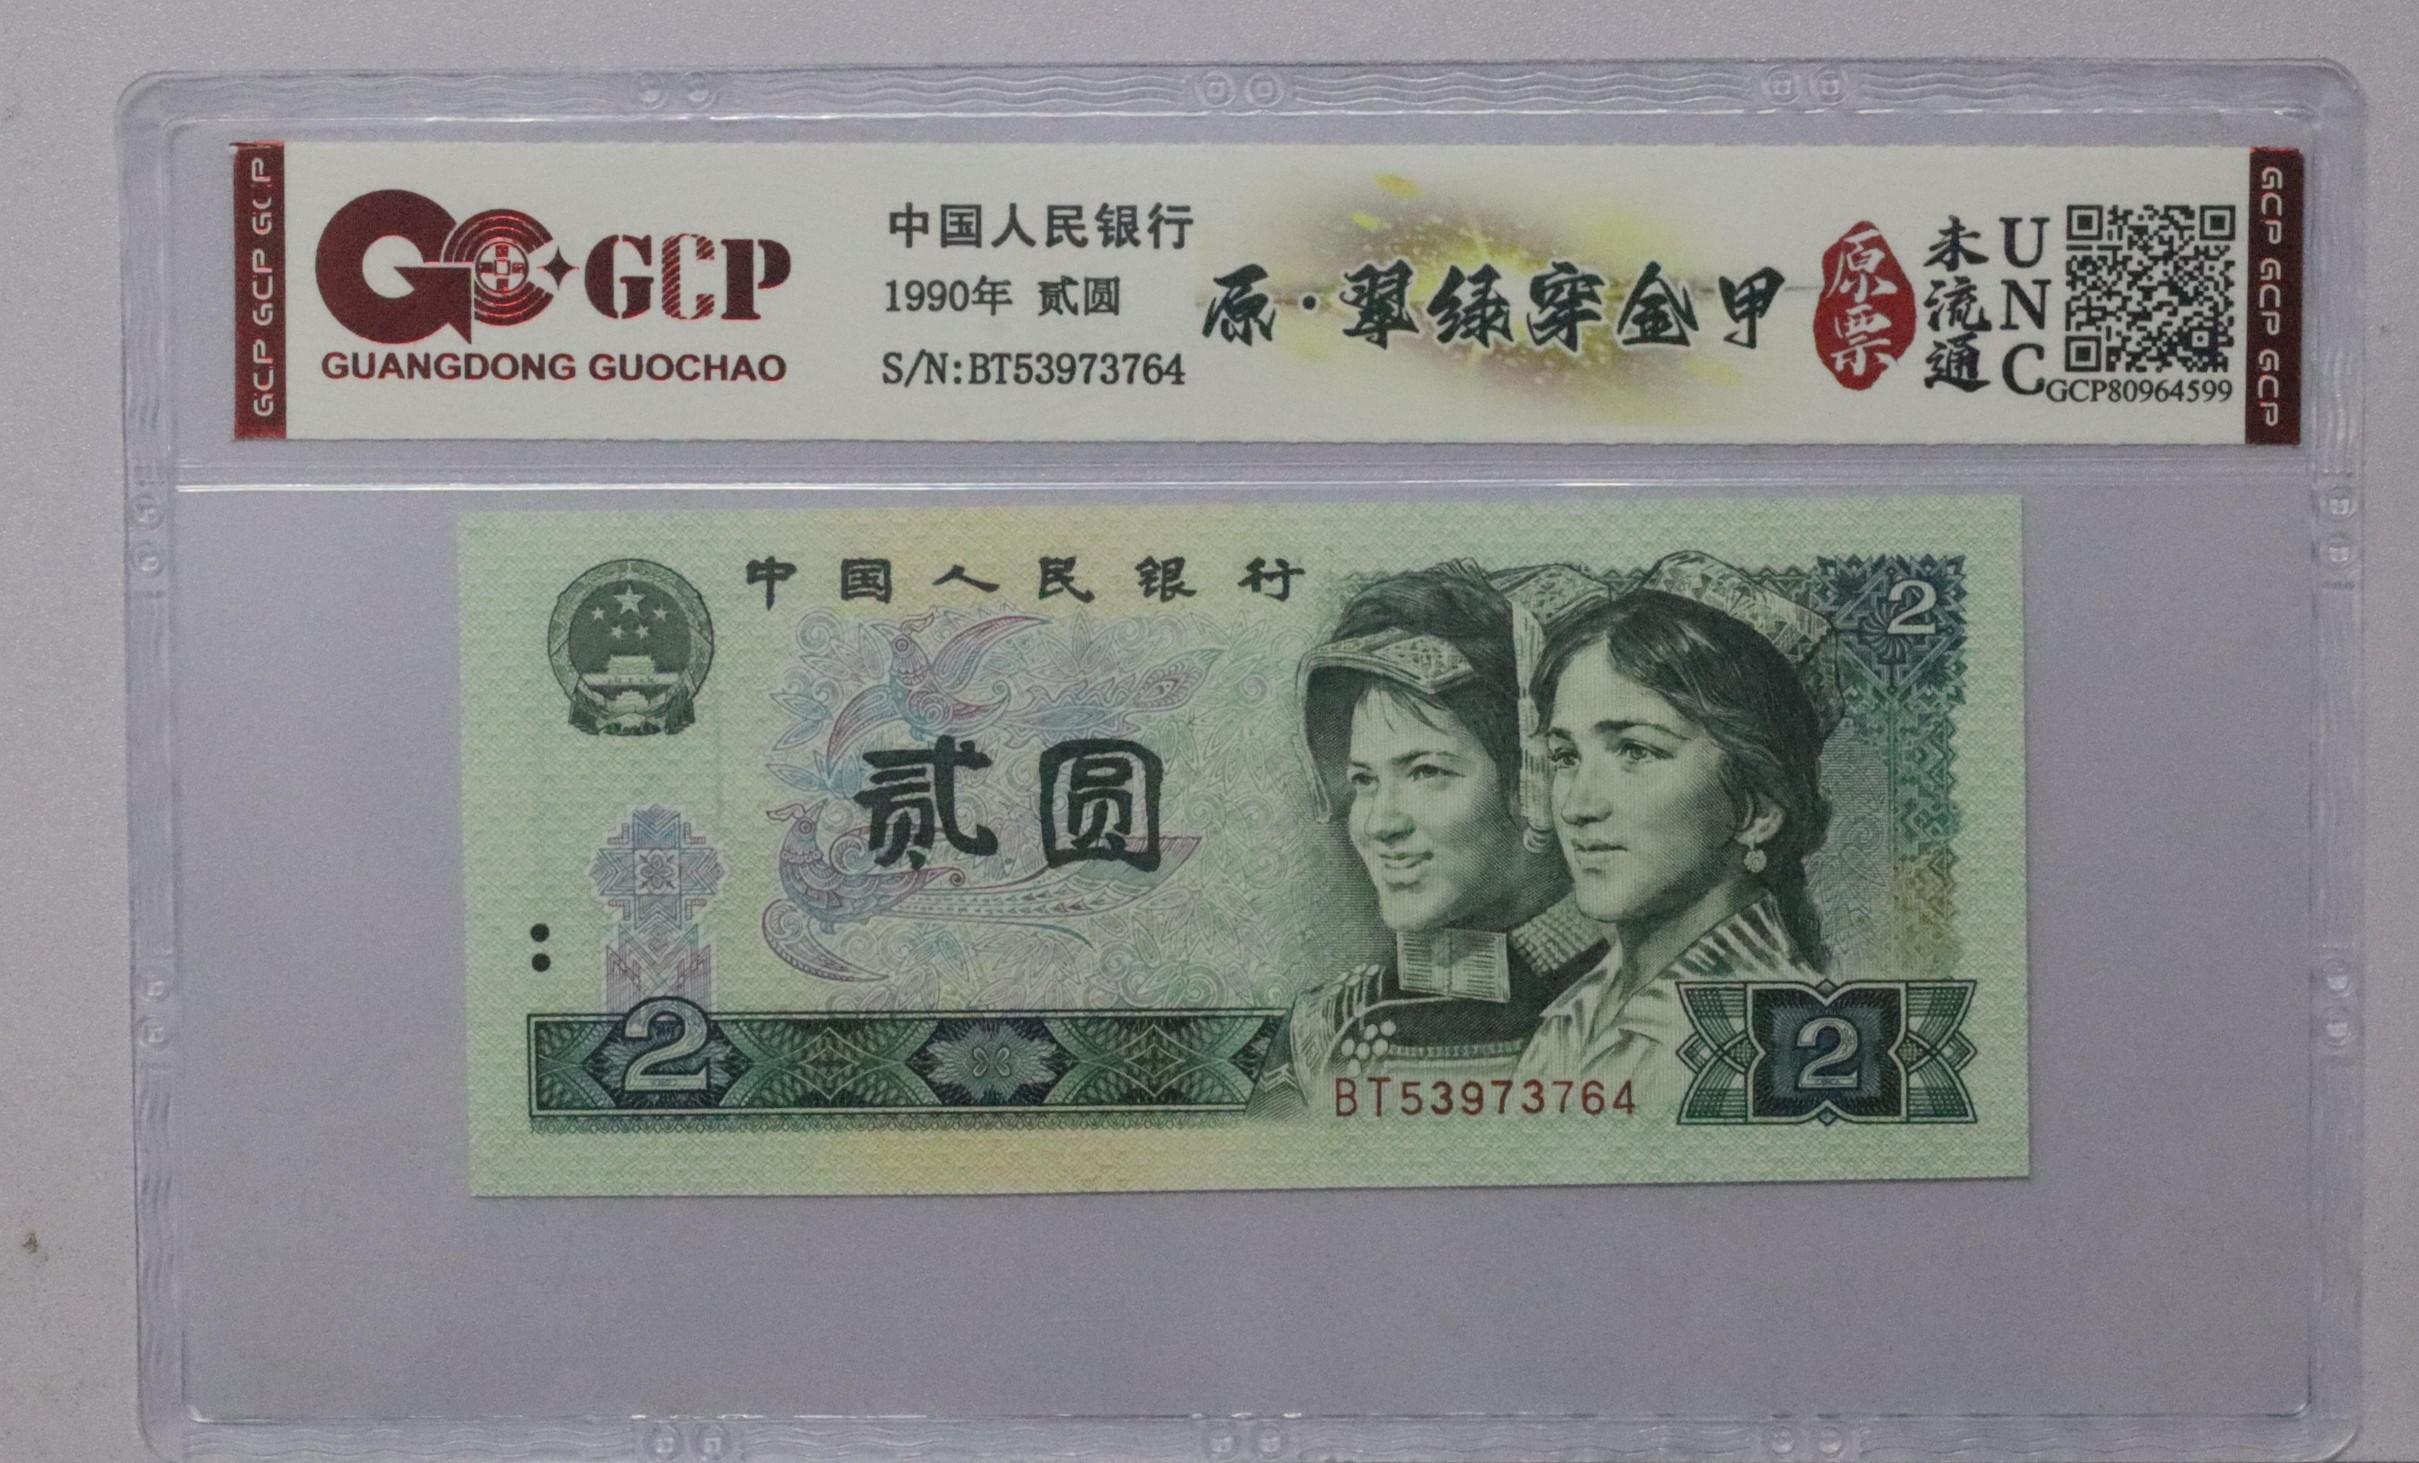 GCP GCP GCP GCP
GCP
GUANGDONG GUOCHAO
中国人民银行
1990年 贰圆
S/N:BT53973764
原·翠绿穿金甲
原票
未流通
UNC
GCP80964599
GCP GCP GCP GCP
中国人民银行
2
贰圆
2
BT53973764
2